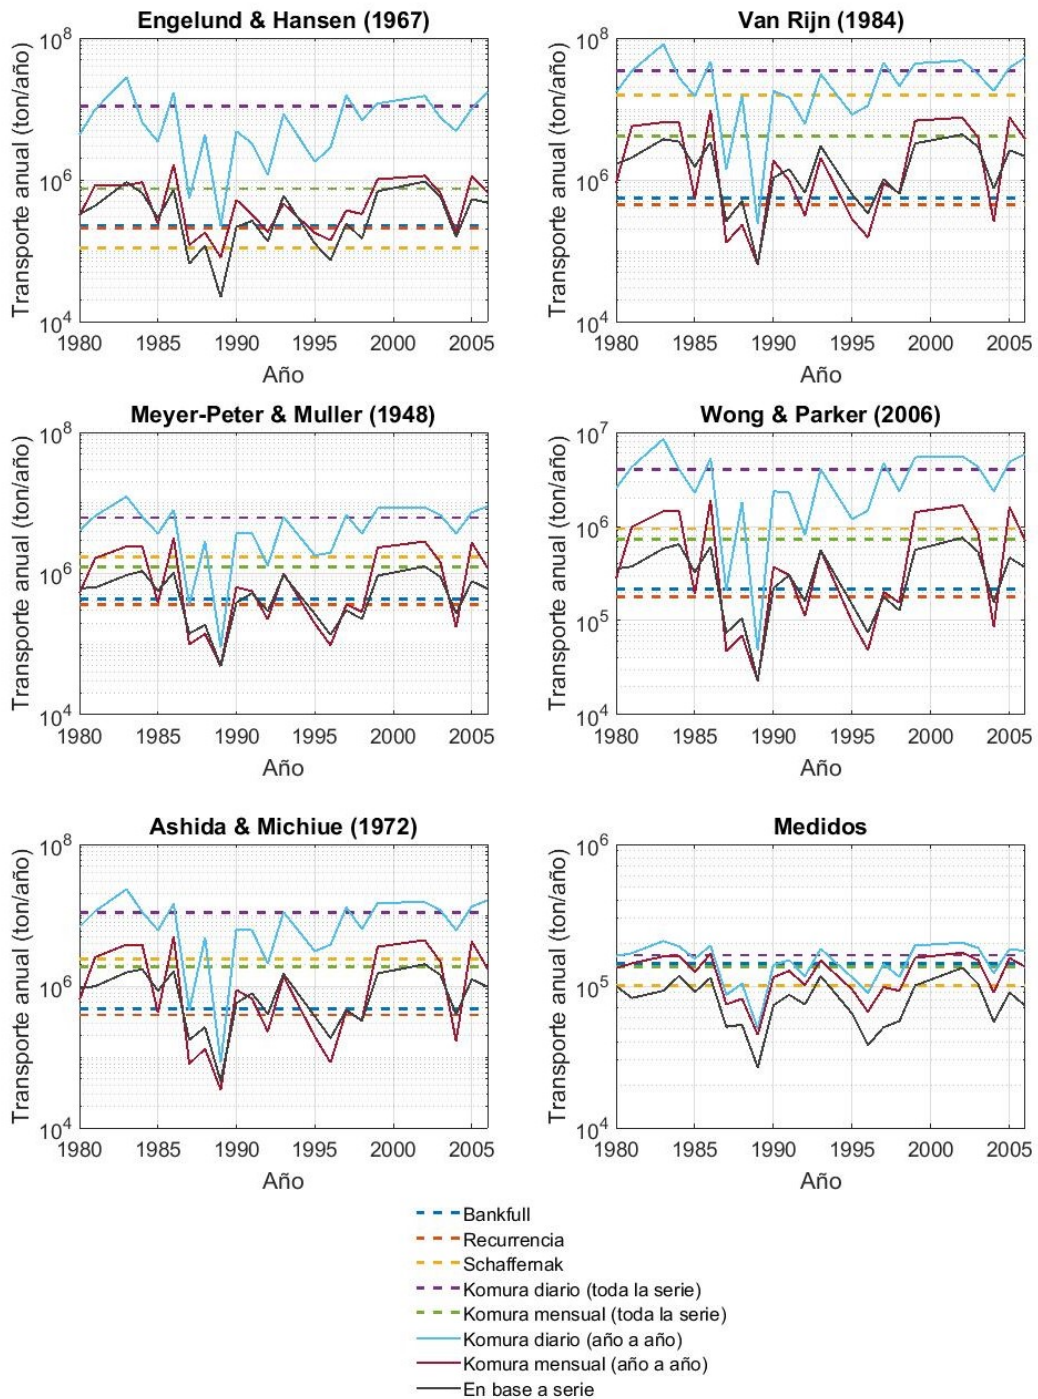 Engelund & Hansen (1967)
Transporte anual (ton/año)
10^8
10^6
10^4
1980 1985 1990 1995 2000 2005
Año
Van Rijn (1984)
Transporte anual (ton/año)
10^8
10^6
10^4
1980 1985 1990 1995 2000 2005
Año
Meyer-Peter & Muller (1948)
Transporte anual (ton/año)
10^8
10^6
10^4
1980 1985 1990 1995 2000 2005
Año
Wong & Parker (2006)
Transporte anual (ton/año)
10^7
10^6
10^5
10^4
1980 1985 1990 1995 2000 2005
Año
Ashida & Michiue (1972)
Transporte anual (ton/año)
10^8
10^6
10^4
1980 1985 1990 1995 2000 2005
Año
Medidos
Transporte anual (ton/año)
10^6
10^5
10^4
1980 1985 1990 1995 2000 2005
Año
Bankfull
Recurrencia
Schaffernak
Komura diario (toda la serie)
Komura mensual (toda la serie)
Komura diario (año a año)
Komura mensual (año a año)
En base a serie